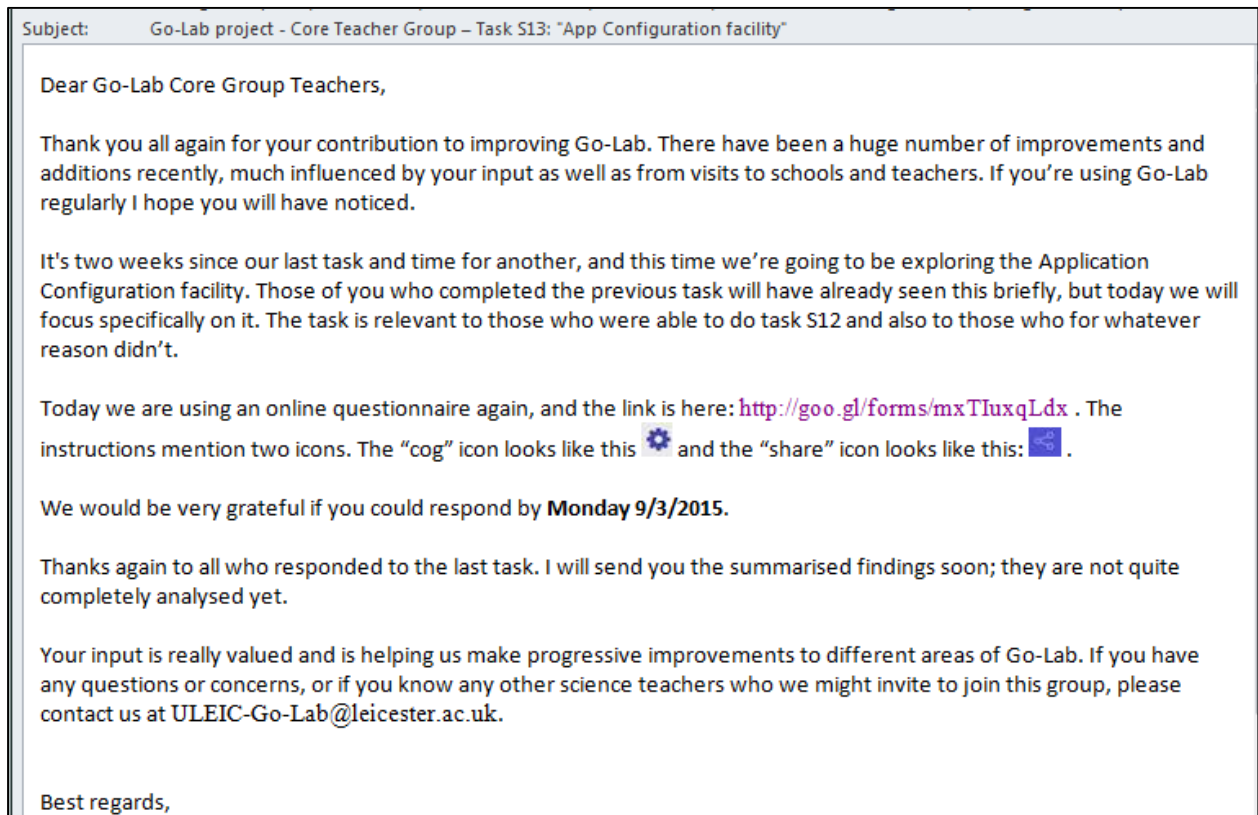 Subject: Go-Lab project - Core Teacher Group – Task S13: "App Configuration facility"
Dear Go-Lab Core Group Teachers,
Thank you all again for your contribution to improving Go-Lab. There have been a huge number of improvements and
additions recently, much influenced by your input as well as from visits to schools and teachers. If you're using Go-Lab
regularly I hope you will have noticed.
It's two weeks since our last task and time for another, and this time we're going to be exploring the Application
Configuration facility. Those of you who completed the previous task will have already seen this briefly, but today we will
focus specifically on it. The task is relevant to those who were able to do task S12 and also to those who for whatever
reason didn't.
Today we are using an online questionnaire again, and the link is here: http://goo.gl/forms/mxTIuxqLdx . The
instructions mention two icons. The "cog" icon looks like this and the "share" icon looks like this: .
We would be very grateful if you could respond by Monday 9/3/2015.
Thanks again to all who responded to the last task. I will send you the summarised findings soon; they are not quite
completely analysed yet.
Your input is really valued and is helping us make progressive improvements to different areas of Go-Lab. If you have
any questions or concerns, or if you know any other science teachers who we might invite to join this group, please
contact us at ULEIC-Go-Lab@leicester.ac.uk.
Best regards,